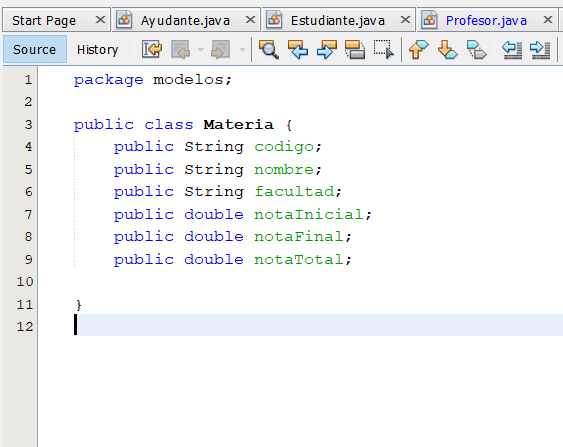 Start Page Ayudante.java Estudiante.java Profesor.java
Source History
1 package modelos;
2
3 public class Materia {
4 public String codigo;
5 public String nombre;
6 public String facultad;
7 public double notaInicial;
8 public double notaFinal;
9 public double notaTotal;
10
11 }
12